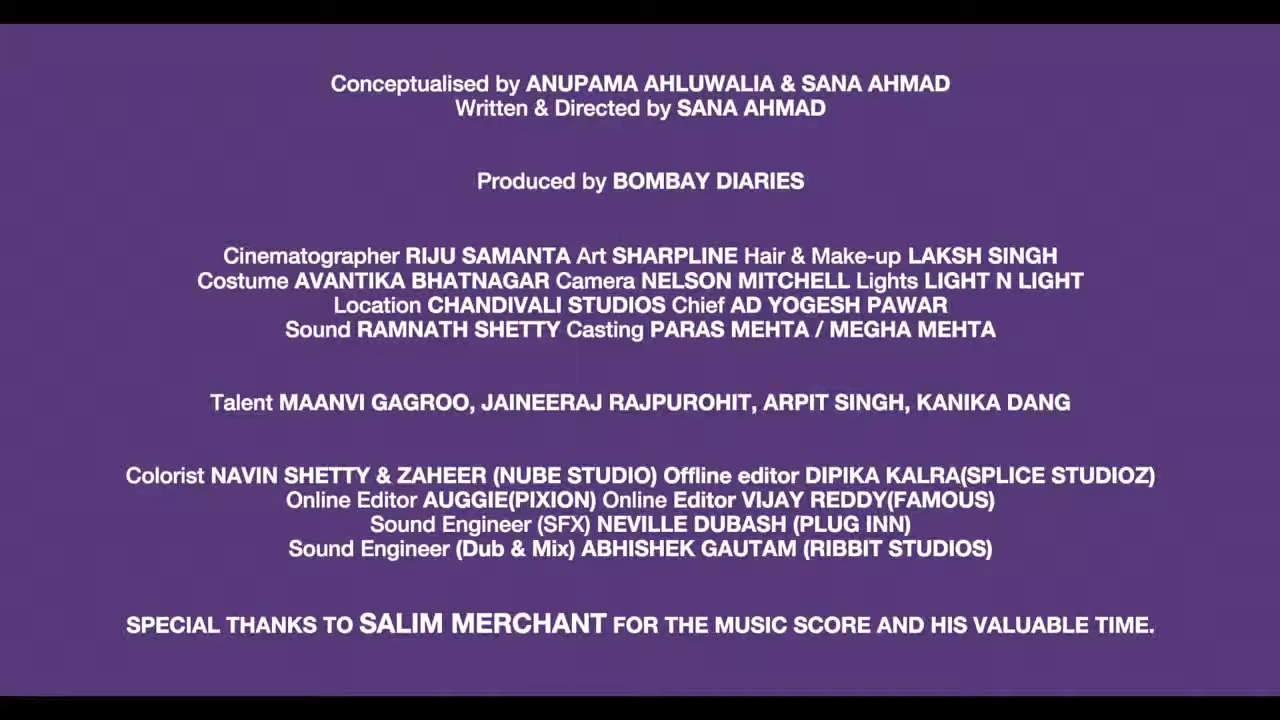 Conceptualised by ANUPAMA AHLUWALIA & SANA AHMAD
Written & Directed by SANA AHMAD
Produced by BOMBAY DIARIES
Cinematographer RIJU SAMANTA Art SHARPLINE Hair & Make-up LAKSH SINGH
Costume AVANTIKA BHATNAGAR Camera NELSON MITCHELL Lights LIGHT N LIGHT
Location CHANDIVALI STUDIOS Chief AD YOGESH PAWAR
Sound RAMNATH SHETTY Casting PARAS MEHTA / MEGHA MEHTA
Talent MAANVI GAGROO, JAINEERAJ RAJPUROHIT, ARPIT SINGH, KANIKA DANG
Colorist NAVIN SHETTY & ZAHEER (NUBE STUDIO) Offline editor DIPIKA KALRA(SPLICE STUDIOZ)
Online Editor AUGGIE(PIXION) Online Editor VIJAY REDDY(FAMOUS)
Sound Engineer (SFX) NEVILLE DUBASH (PLUG INN)
Sound Engineer (Dub & Mix) ABHISHEK GAUTAM (RIBBIT STUDIOS)
SPECIAL THANKS TO SALIM MERCHANT FOR THE MUSIC SCORE AND HIS VALUABLE TIME.